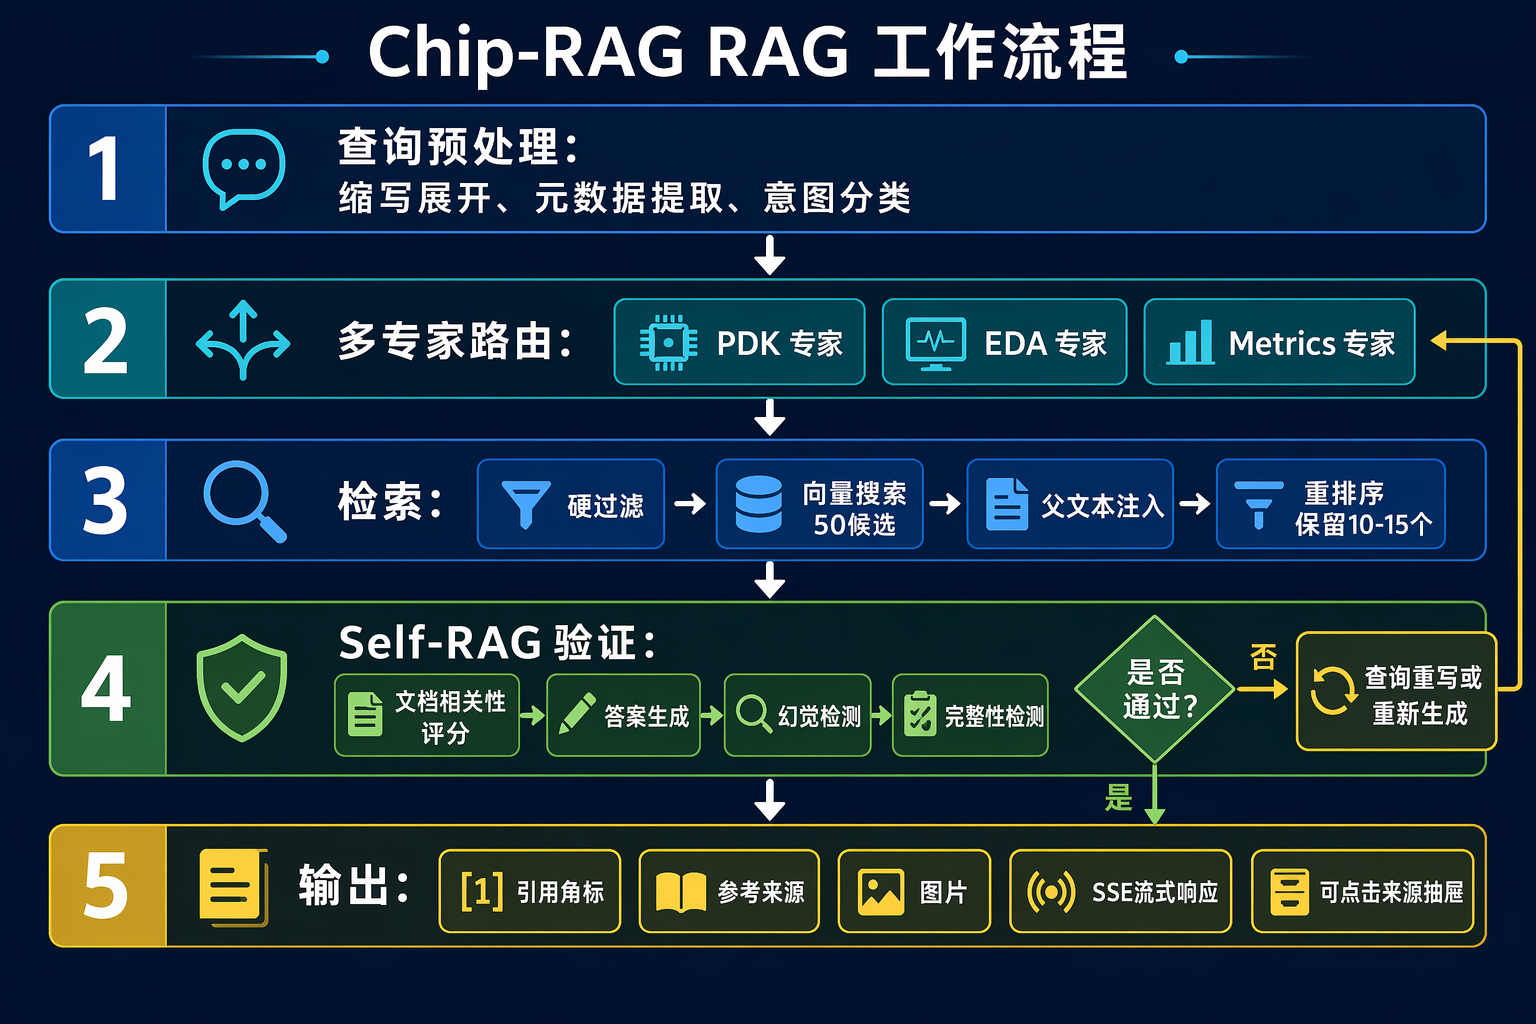 Chip-RAG RAG 工作流程
1
查询预处理：
缩写展开、元数据提取、意图分类
2
多专家路由：
PDK 专家
EDA 专家
Metrics 专家
3
检索：
硬过滤
向量搜索
50候选
父文本注入
重排序
保留10-15个
4
Self-RAG 验证：
文档相关性
评分
答案生成
幻觉检测
完整性检测
是否
通过？
否
查询重写或
重新生成
是
5
输出：
[1] 引用角标
参考来源
图片
SSE流式响应
可点击来源抽屉